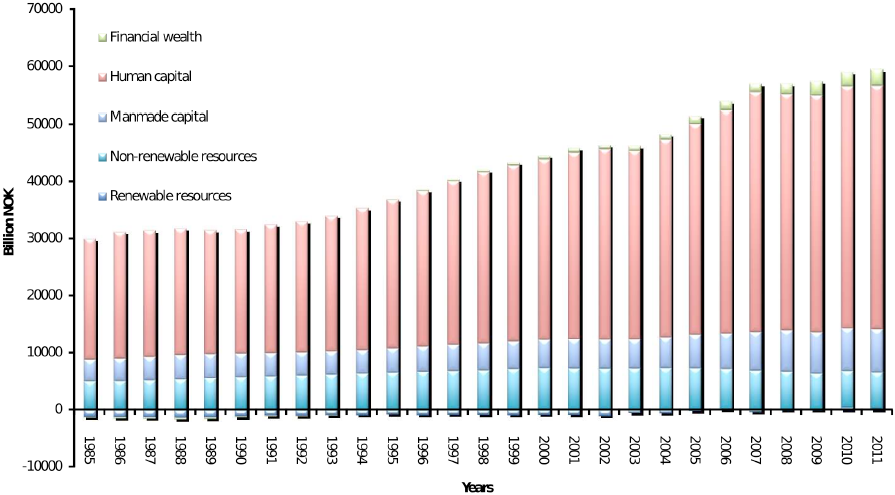 70000
60000
50000
40000
30000
20000
10000
0
-10000
Billion NOK
Financial wealth
Human capital
Manmade capital
Non-renewable resources
Renewable resources
1985 1986 1987 1988 1989 1990 1991 1992 1993 1994 1995 1996 1997 1998 1999 2000 2001 2002 2003 2004 2005 2006 2007 2008 2009 2010 2011
Years